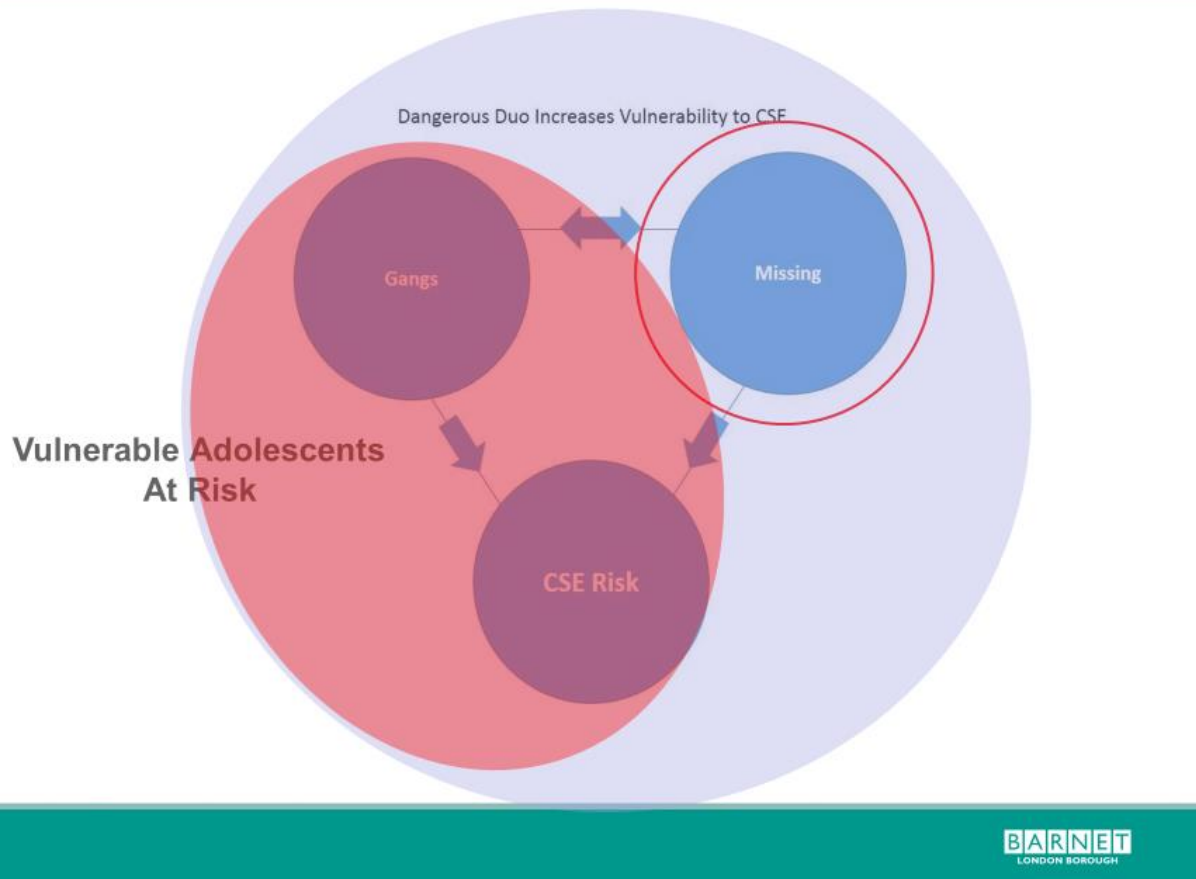 Dangerous Duo Increases Vulnerability to CSE
Gangs
Missing
Vulnerable Adolescents
At Risk
CSE Risk
BARNET
LONDON BOROUGH